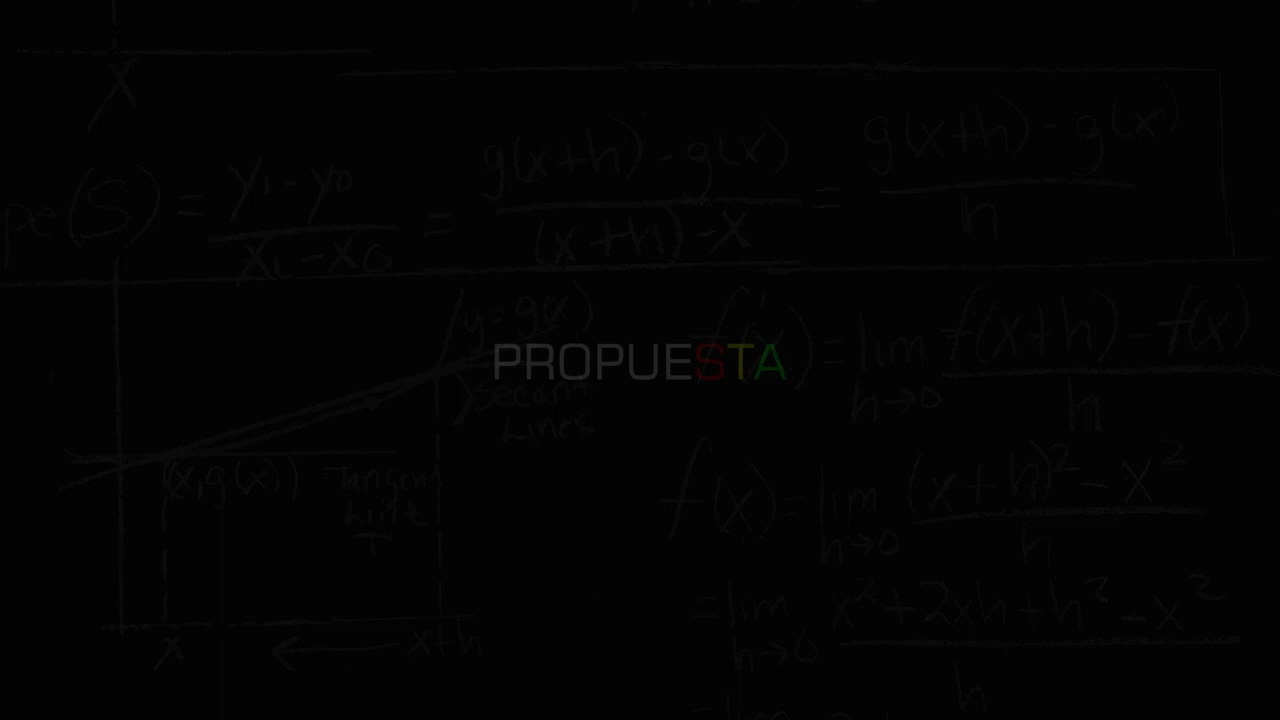 x
pe(S) = y₁ - y₀ / x₁ - x₀ = g(x+h) - g(x) / (x+h) - x = g(x+h) - g(x) / h
y = g(x)
Secant
Lines
PROPUESTA
(x, g(x))
Tangent
Line
T
x ← x+h
f'(x) = lim h→0 f(x+h) - f(x) / h
f'(x) = lim h→0 (x+h)² - x² / h
= lim h→0 x² + 2xh + h² - x² / h
= lim